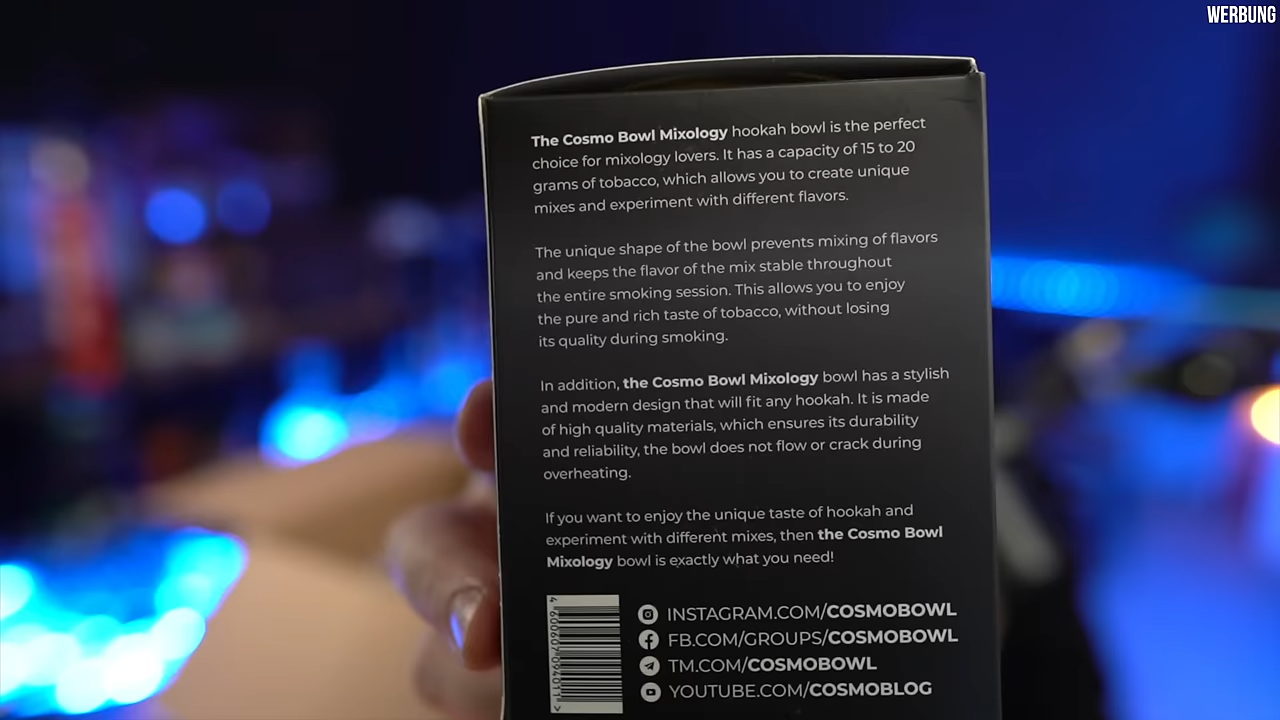 WERBUNG
The Cosmo Bowl Mixology hookah bowl is the perfect
choice for mixology lovers. It has a capacity of 15 to 20
grams of tobacco, which allows you to create unique
mixes and experiment with different flavors.
The unique shape of the bowl prevents mixing of flavors
and keeps the flavor of the mix stable throughout
the entire smoking session. This allows you to enjoy
the pure and rich taste of tobacco, without losing
its quality during smoking.
In addition, the Cosmo Bowl Mixology bowl has a stylish
and modern design that will fit any hookah. It is made
of high quality materials, which ensures its durability
and reliability, the bowl does not flow or crack during
overheating.
If you want to enjoy the unique taste of hookah and
experiment with different mixes, then the Cosmo Bowl
Mixology bowl is exactly what you need!
INSTAGRAM.COM/COSMOBOWL
FB.COM/GROUPS/COSMOBOWL
TM.COM/COSMOBOWL
YOUTUBE.COM/COSMOBLOG